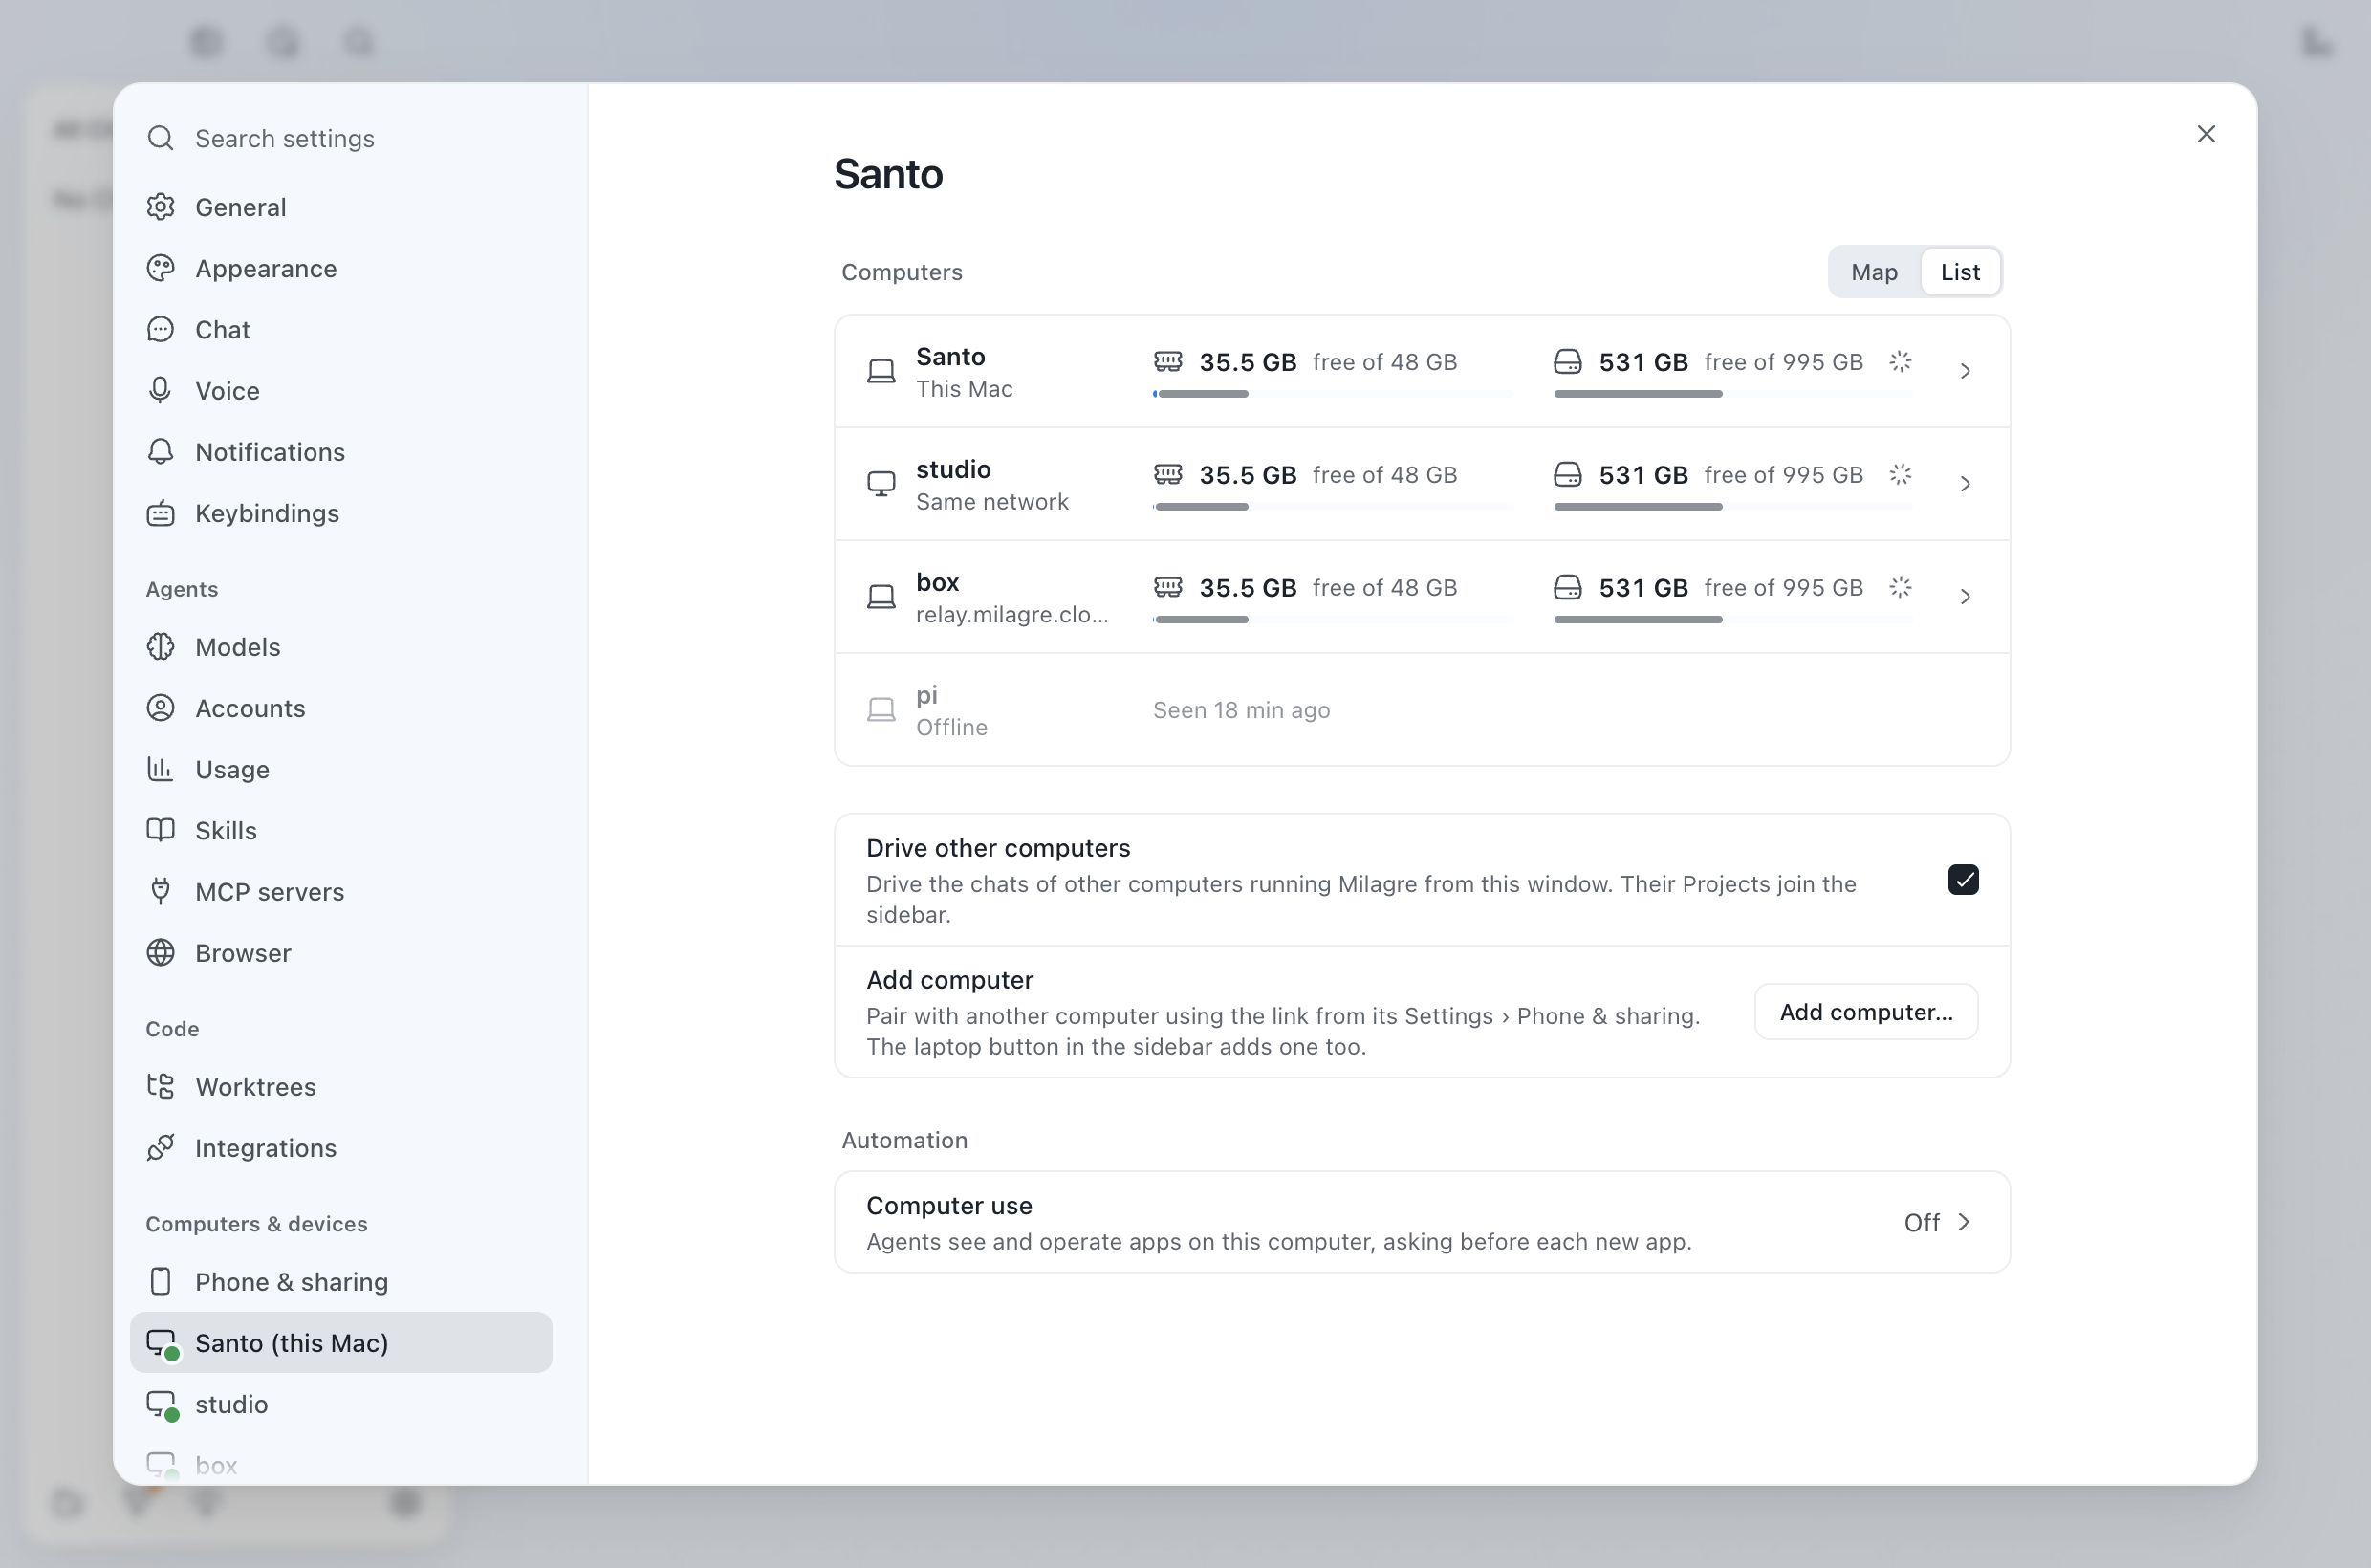 Search settings
General
Appearance
Chat
Voice
Notifications
Keybindings
Agents
Models
Accounts
Usage
Skills
MCP servers
Browser
Code
Worktrees
Integrations
Computers & devices
Phone & sharing
Santo (this Mac)
studio
box
Santo
Computers
Map List
Santo
This Mac
35.5 GB free of 48 GB
531 GB free of 995 GB
studio
Same network
35.5 GB free of 48 GB
531 GB free of 995 GB
box
relay.milagre.clo...
35.5 GB free of 48 GB
531 GB free of 995 GB
pi
Offline
Seen 18 min ago
Drive other computers
Drive the chats of other computers running Milagre from this window. Their Projects join the
sidebar.
Add computer
Pair with another computer using the link from its Settings › Phone & sharing.
The laptop button in the sidebar adds one too.
Add computer...
Automation
Computer use
Agents see and operate apps on this computer, asking before each new app.
Off